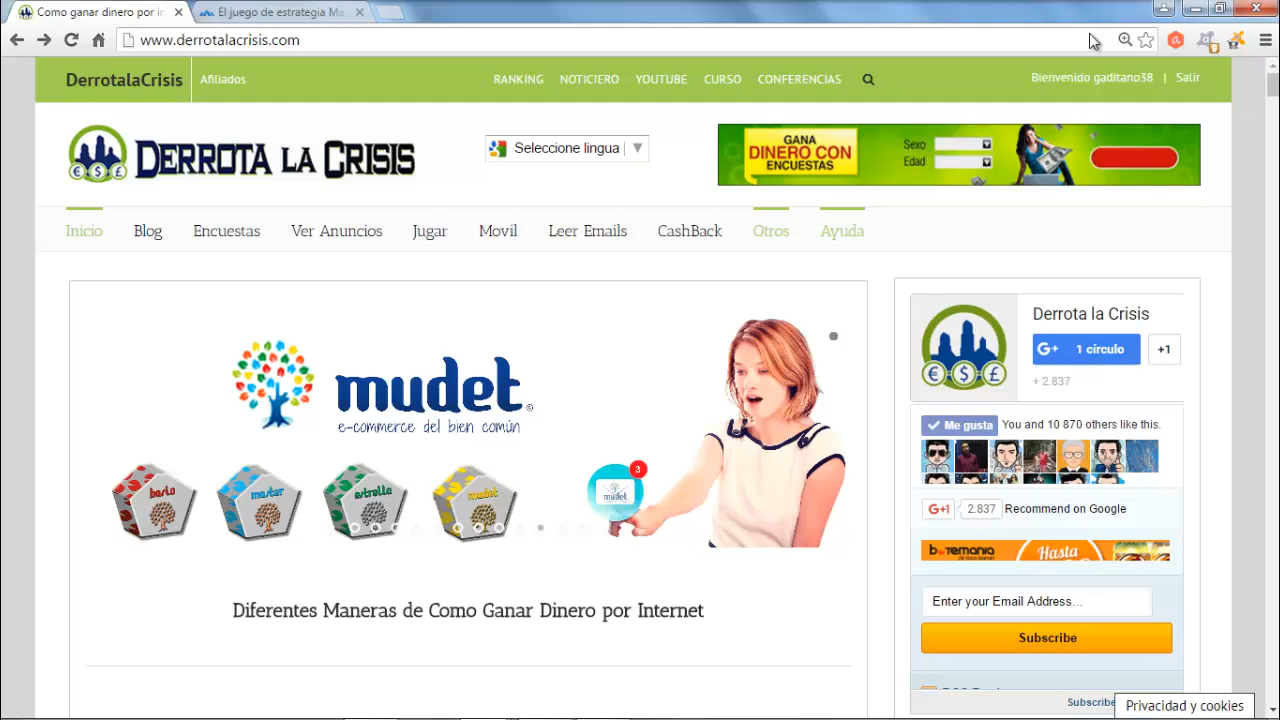 Como ganar dinero por in
El juego de estrategia Ma
www.derrotalacrisis.com
DerrotalaCrisis
Afiliados
RANKING NOTICIERO YOUTUBE CURSO CONFERENCIAS
Bienvenido gaditano38 | Salir
DERROTA LA CRISIS
Seleccione lingua
GANA
DINERO CON
ENCUESTAS
Sexo
Edad
Inicio Blog Encuestas Ver Anuncios Jugar Movil Leer Emails CashBack Otros Ayuda
mudet
e-commerce del bien común
basto master estrella mudet
3
mudet
Diferentes Maneras de Como Ganar Dinero por Internet
Derrota la Crisis
G+ 1 círculo +1
+ 2.837
Me gusta You and 10 870 others like this.
G+1 2.837 Recommend on Google
botemania Hasta
Enter your Email Address...
Subscribe
Subscribe
Privacidad y cookies